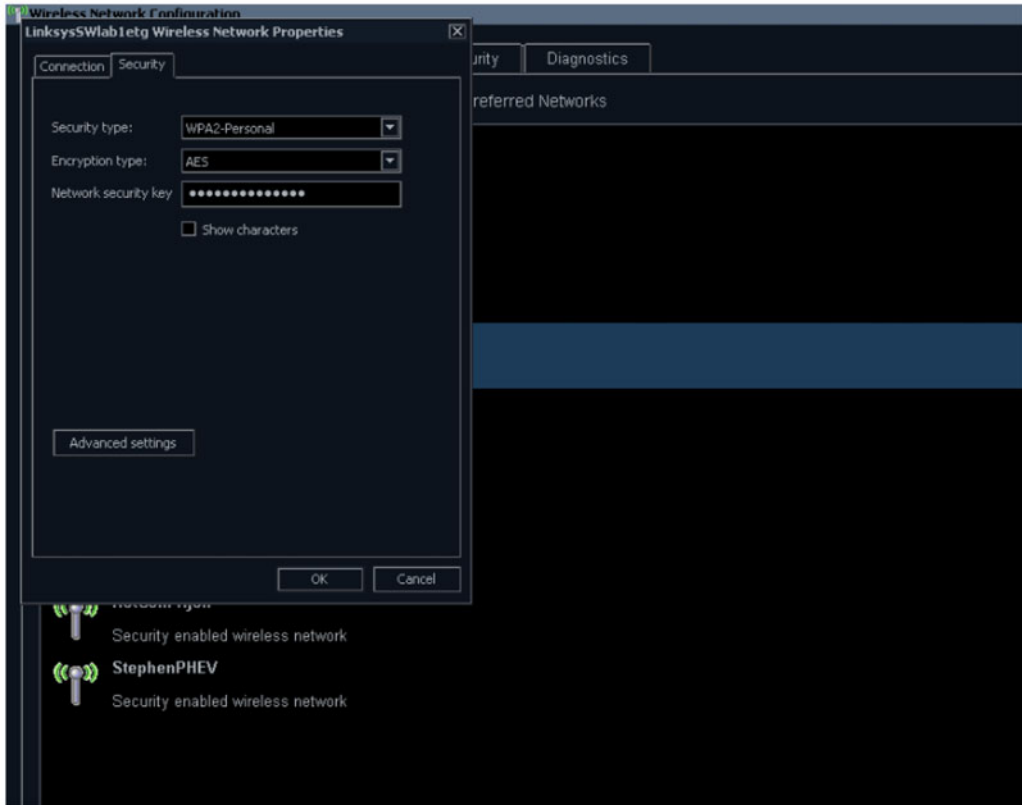 Wireless Network Configuration
LinksysSWlab1etg Wireless Network Properties
Connection
Security
urity
Diagnostics
referred Networks
Security type:
WPA2-Personal
Encryption type:
AES
Network security key
Show characters
Advanced settings
OK
Cancel
Security enabled wireless network
StephenPHEV
Security enabled wireless network